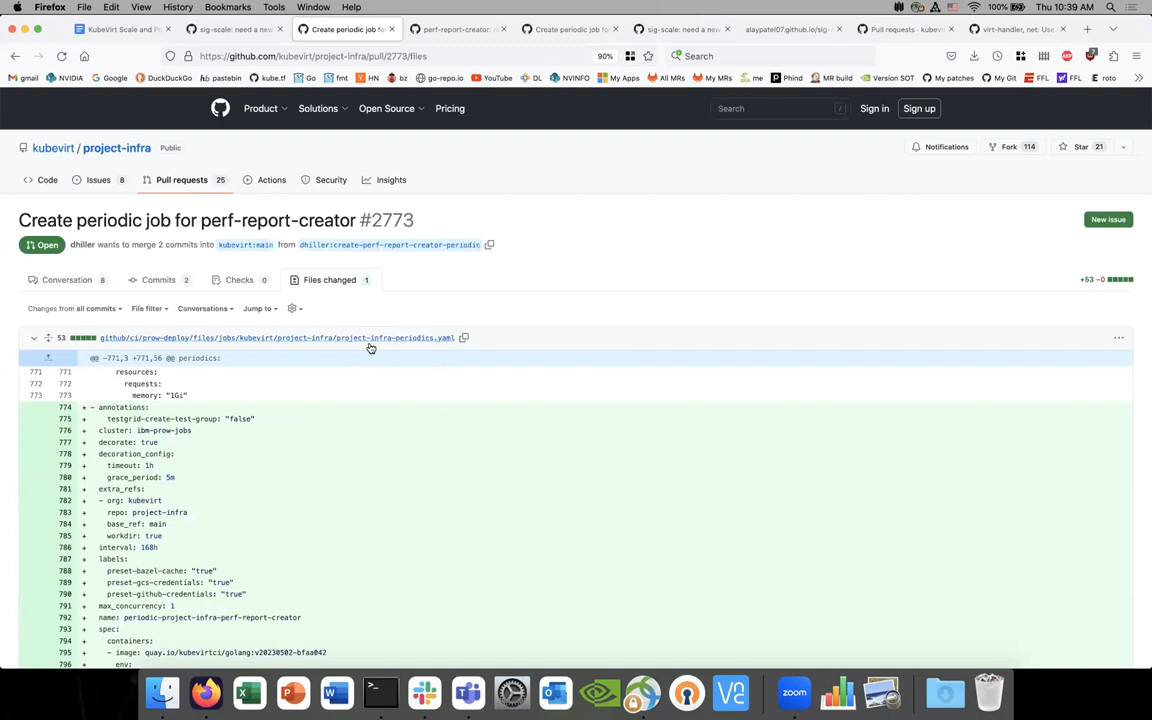 Firefox File Edit View History Bookmarks Tools Window Help 100% Thu Jan 10:39 AM
KubeVirt Scale and Pe
sig-scale: need a new
Create periodic job for
perf-report-creator: n
Create periodic job for
sig-scale: need a new
alaypatel07.github.io/sig-
Pull requests · kubev
virt-handler, net: Use
https://github.com/kubevirt/project-infra/pull/2773/files
90%
Search
gmail NVIDIA Google DuckDuckGo pastebin kube.tf Go fmt HN bz go-repo.io YouTube DL NVINFO My Apps All MRs My MRs me Phind MR build Version SOT My patches My Git FFL FFL eroto
Product Solutions Open Source Pricing
Search /
Sign in Sign up
kubevirt / project-infra Public
Notifications Fork 114 Star 21
Code Issues 8 Pull requests 25 Actions Security Insights
Create periodic job for perf-report-creator #2773
New issue
Open dhiller wants to merge 2 commits into kubevirt:main from dhiller:create-perf-report-creator-periodic
Conversation 8 Commits 2 Checks 0 Files changed 1
+53 −0
Changes from all commits File filter Conversations Jump to
53 github/ci/prow-deploy/files/jobs/kubevirt/project-infra/project-infra-periodics.yaml
@@ -771,3 +771,56 @@ periodics:
771 771 resources:
772 772 requests:
773 773 memory: "1Gi"
774 + - annotations:
775 + testgrid-create-test-group: "false"
776 + cluster: ibm-prow-jobs
777 + decorate: true
778 + decoration_config:
779 + timeout: 1h
780 + grace_period: 5m
781 + extra_refs:
782 + - org: kubevirt
783 + repo: project-infra
784 + base_ref: main
785 + workdir: true
786 + interval: 168h
787 + labels:
788 + preset-bazel-cache: "true"
789 + preset-gcs-credentials: "true"
790 + preset-github-credentials: "true"
791 + max_concurrency: 1
792 + name: periodic-project-infra-perf-report-creator
793 + spec:
794 + containers:
795 + - image: quay.io/kubevirtci/golang:v20230502-bfaa042
796 + env:
zoom